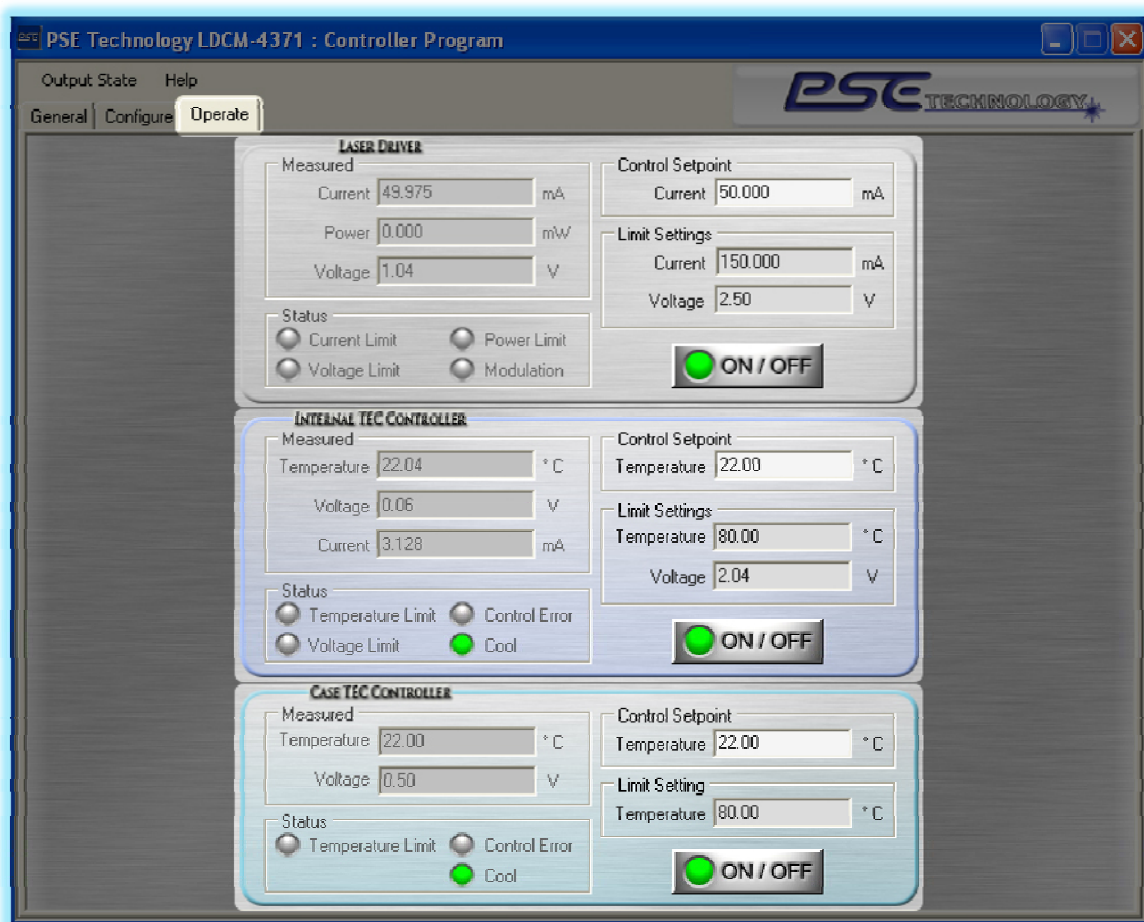 PSE PSE Technology LDCM-4371 : Controller Program
Output State Help
PSE TECHNOLOGY
General Configure Operate
LASER DRIVER
Measured
Current 49.975 mA
Power 0.000 mW
Voltage 1.04 V
Status
Current Limit Power Limit
Voltage Limit Modulation
Control Setpoint
Current 50.000 mA
Limit Settings
Current 150.000 mA
Voltage 2.50 V
ON / OFF
INTERNAL TEC CONTROLLER
Measured
Temperature 22.04 °C
Voltage 0.06 V
Current 3.128 mA
Status
Temperature Limit Control Error
Voltage Limit Cool
Control Setpoint
Temperature 22.00 °C
Limit Settings
Temperature 80.00 °C
Voltage 2.04 V
ON / OFF
CASE TEC CONTROLLER
Measured
Temperature 22.00 °C
Voltage 0.50 V
Status
Temperature Limit Control Error
Cool
Control Setpoint
Temperature 22.00 °C
Limit Setting
Temperature 80.00 °C
ON / OFF